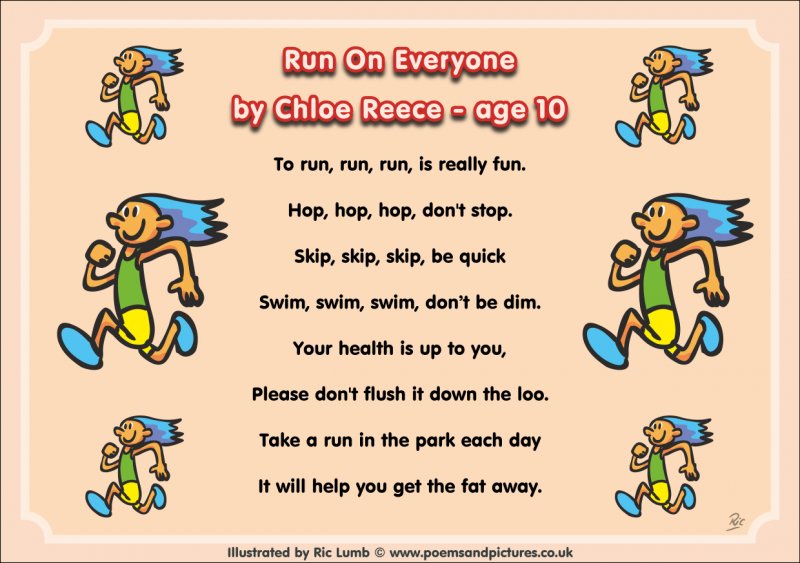 Run On Everyone
by Chloe Reece - age 10
To run, run, run, is really fun.
Hop, hop, hop, don't stop.
Skip, skip, skip, be quick
Swim, swim, swim, don’t be dim.
Your health is up to you,
Please don't flush it down the loo.
Take a run in the park each day
It will help you get the fat away.
Ric
Illustrated by Ric Lumb © www.poemsandpictures.co.uk